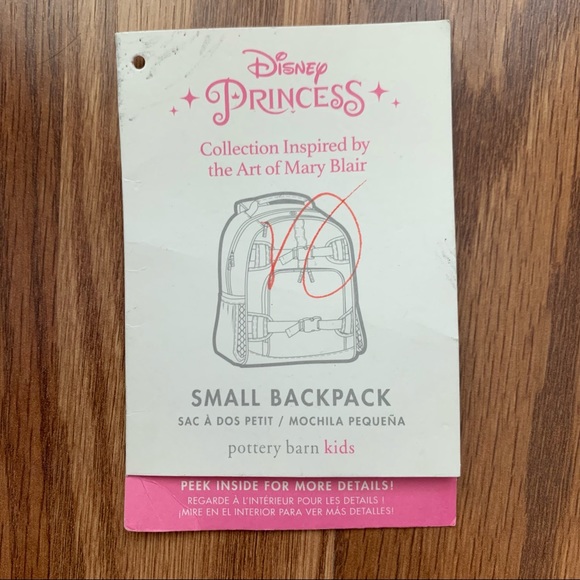 Disney
PRINCESS
Collection Inspired by
the Art of Mary Blair
SMALL BACKPACK
SAC À DOS PETIT / MOCHILA PEQUEÑA
pottery barn kids
PEEK INSIDE FOR MORE DETAILS!
REGARDE À L'INTÉRIEUR POUR LES DETAILS !
¡MIRE EN EL INTERIOR PARA VER MÁS DETALLES!